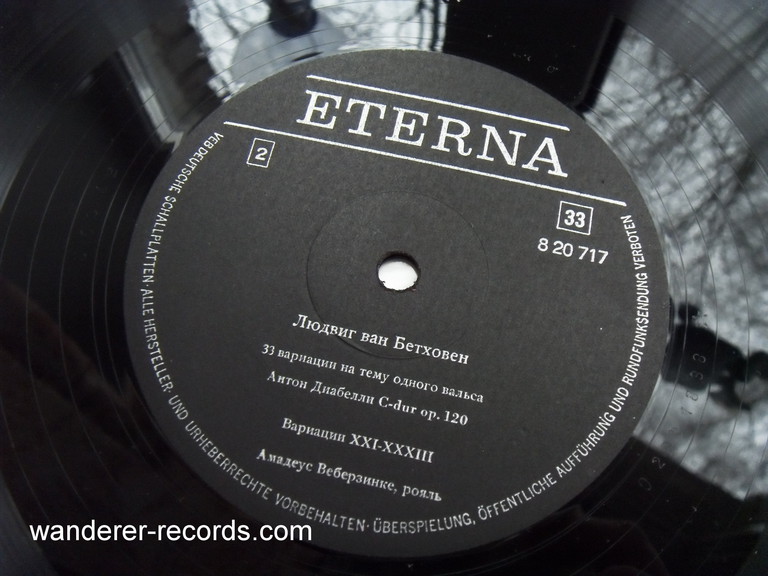 ETERNA
2
33
8 20 717
Людвиг ван Бетховен
33 вариации на тему одного вальса
Антон Диабелли C-dur op. 120
Вариации XXI-XXXIII
Амадеус Веберзинке, рояль
VEB DEUTSCHE SCHALLPLATTEN · ALLE HERSTELLER- UND URHEBERRECHTE VORBEHALTEN · ÜBERSPIELUNG, ÖFFENTLICHE AUFFÜHRUNG UND RUNDFUNKSENDUNG VERBOTEN
wanderer-records.com